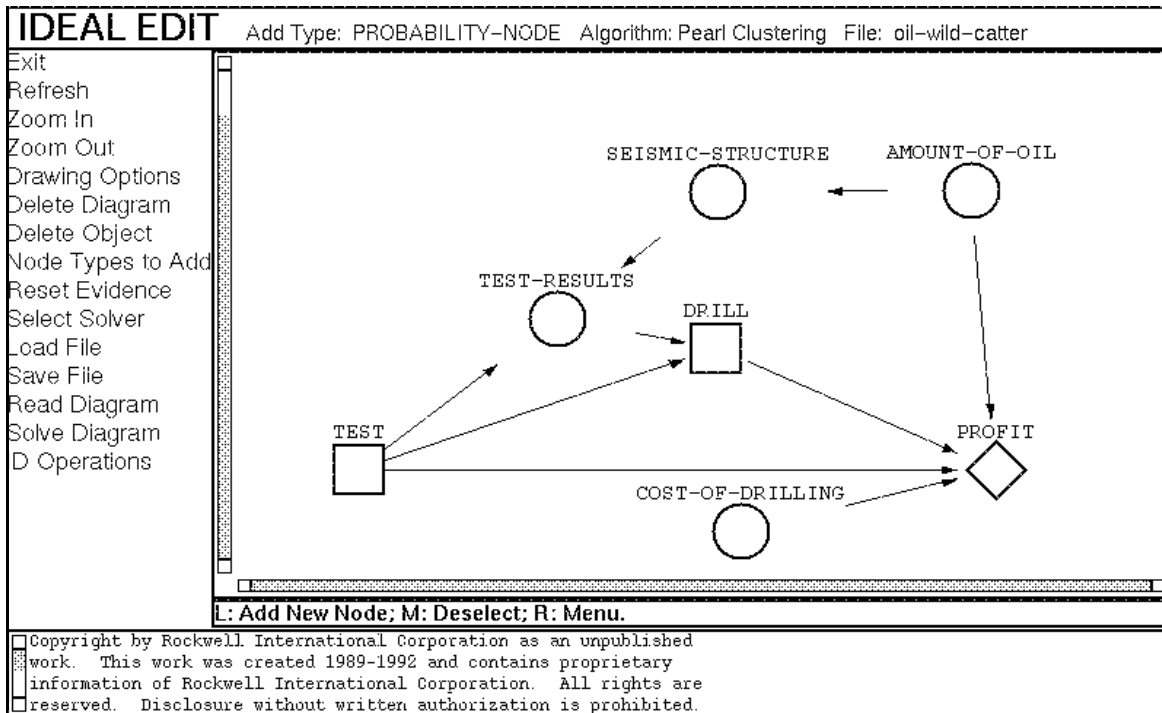 IDEAL EDIT Add Type: PROBABILITY-NODE Algorithm: Pearl Clustering File: oil-wild-catter
Exit
Refresh
Zoom In
Zoom Out
Drawing Options
Delete Diagram
Delete Object
Node Types to Add
Reset Evidence
Select Solver
Load File
Save File
Read Diagram
Solve Diagram
ID Operations
SEISMIC-STRUCTURE
AMOUNT-OF-OIL
TEST-RESULTS
DRILL
TEST
PROFIT
COST-OF-DRILLING
L: Add New Node; M: Deselect; R: Menu.
Copyright by Rockwell International Corporation as an unpublished
work. This work was created 1989-1992 and contains proprietary
information of Rockwell International Corporation. All rights are
reserved. Disclosure without written authorization is prohibited.